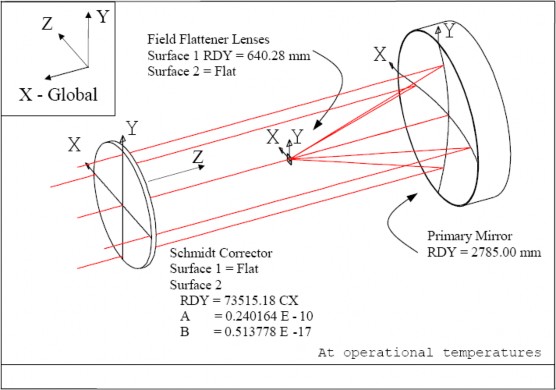 Y
Z
X - Global
Field Flattener Lenses
Surface 1 RDY = 640.28 mm
Surface 2 = Flat
Y
X
X Y
Y
X
Z
Primary Mirror
RDY = 2785.00 mm
Schmidt Corrector
Surface 1 = Flat
Surface 2
RDY = 73515.18 CX
A = 0.240164 E - 10
B = 0.513778 E - 17
At operational temperatures